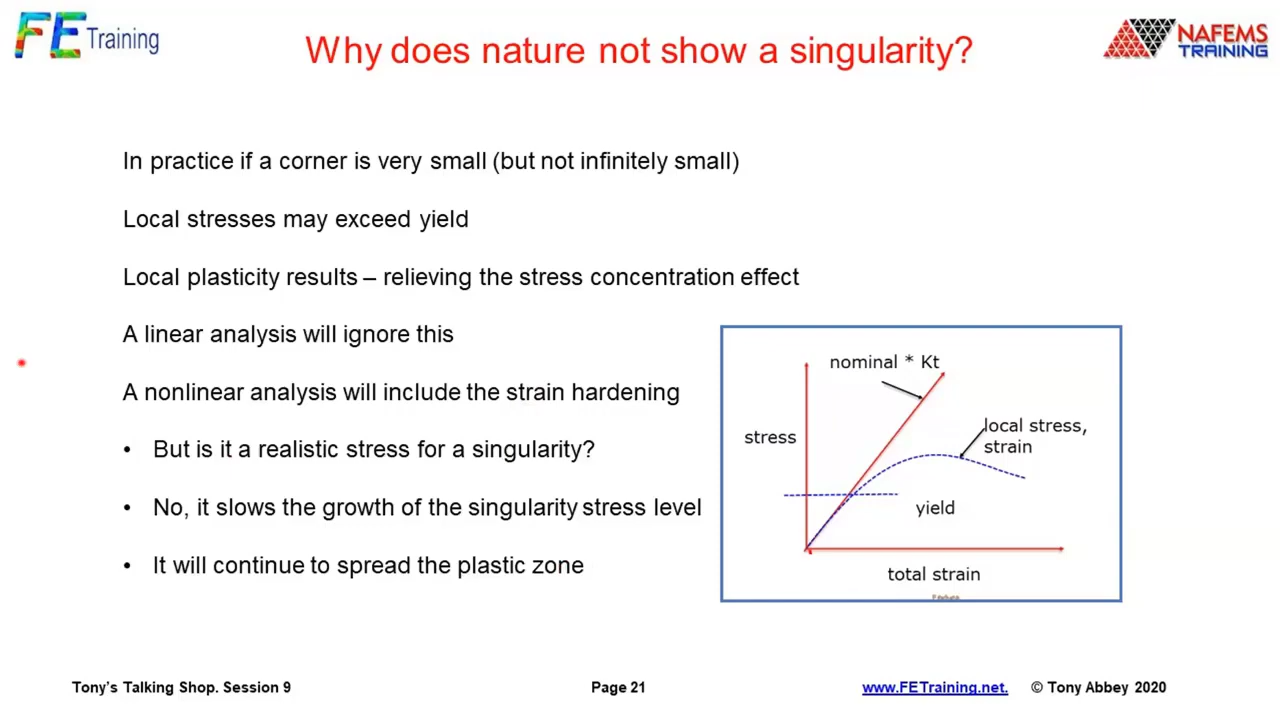 FE Training
Why does nature not show a singularity?
NAFEMS
TRAINING
In practice if a corner is very small (but not infinitely small)
Local stresses may exceed yield
Local plasticity results – relieving the stress concentration effect
A linear analysis will ignore this
A nonlinear analysis will include the strain hardening
• But is it a realistic stress for a singularity?
• No, it slows the growth of the singularity stress level
• It will continue to spread the plastic zone
nominal * Kt
stress
local stress,
strain
yield
total strain
Tony's Talking Shop. Session 9
Page 21
www.FETraining.net.
© Tony Abbey 2020